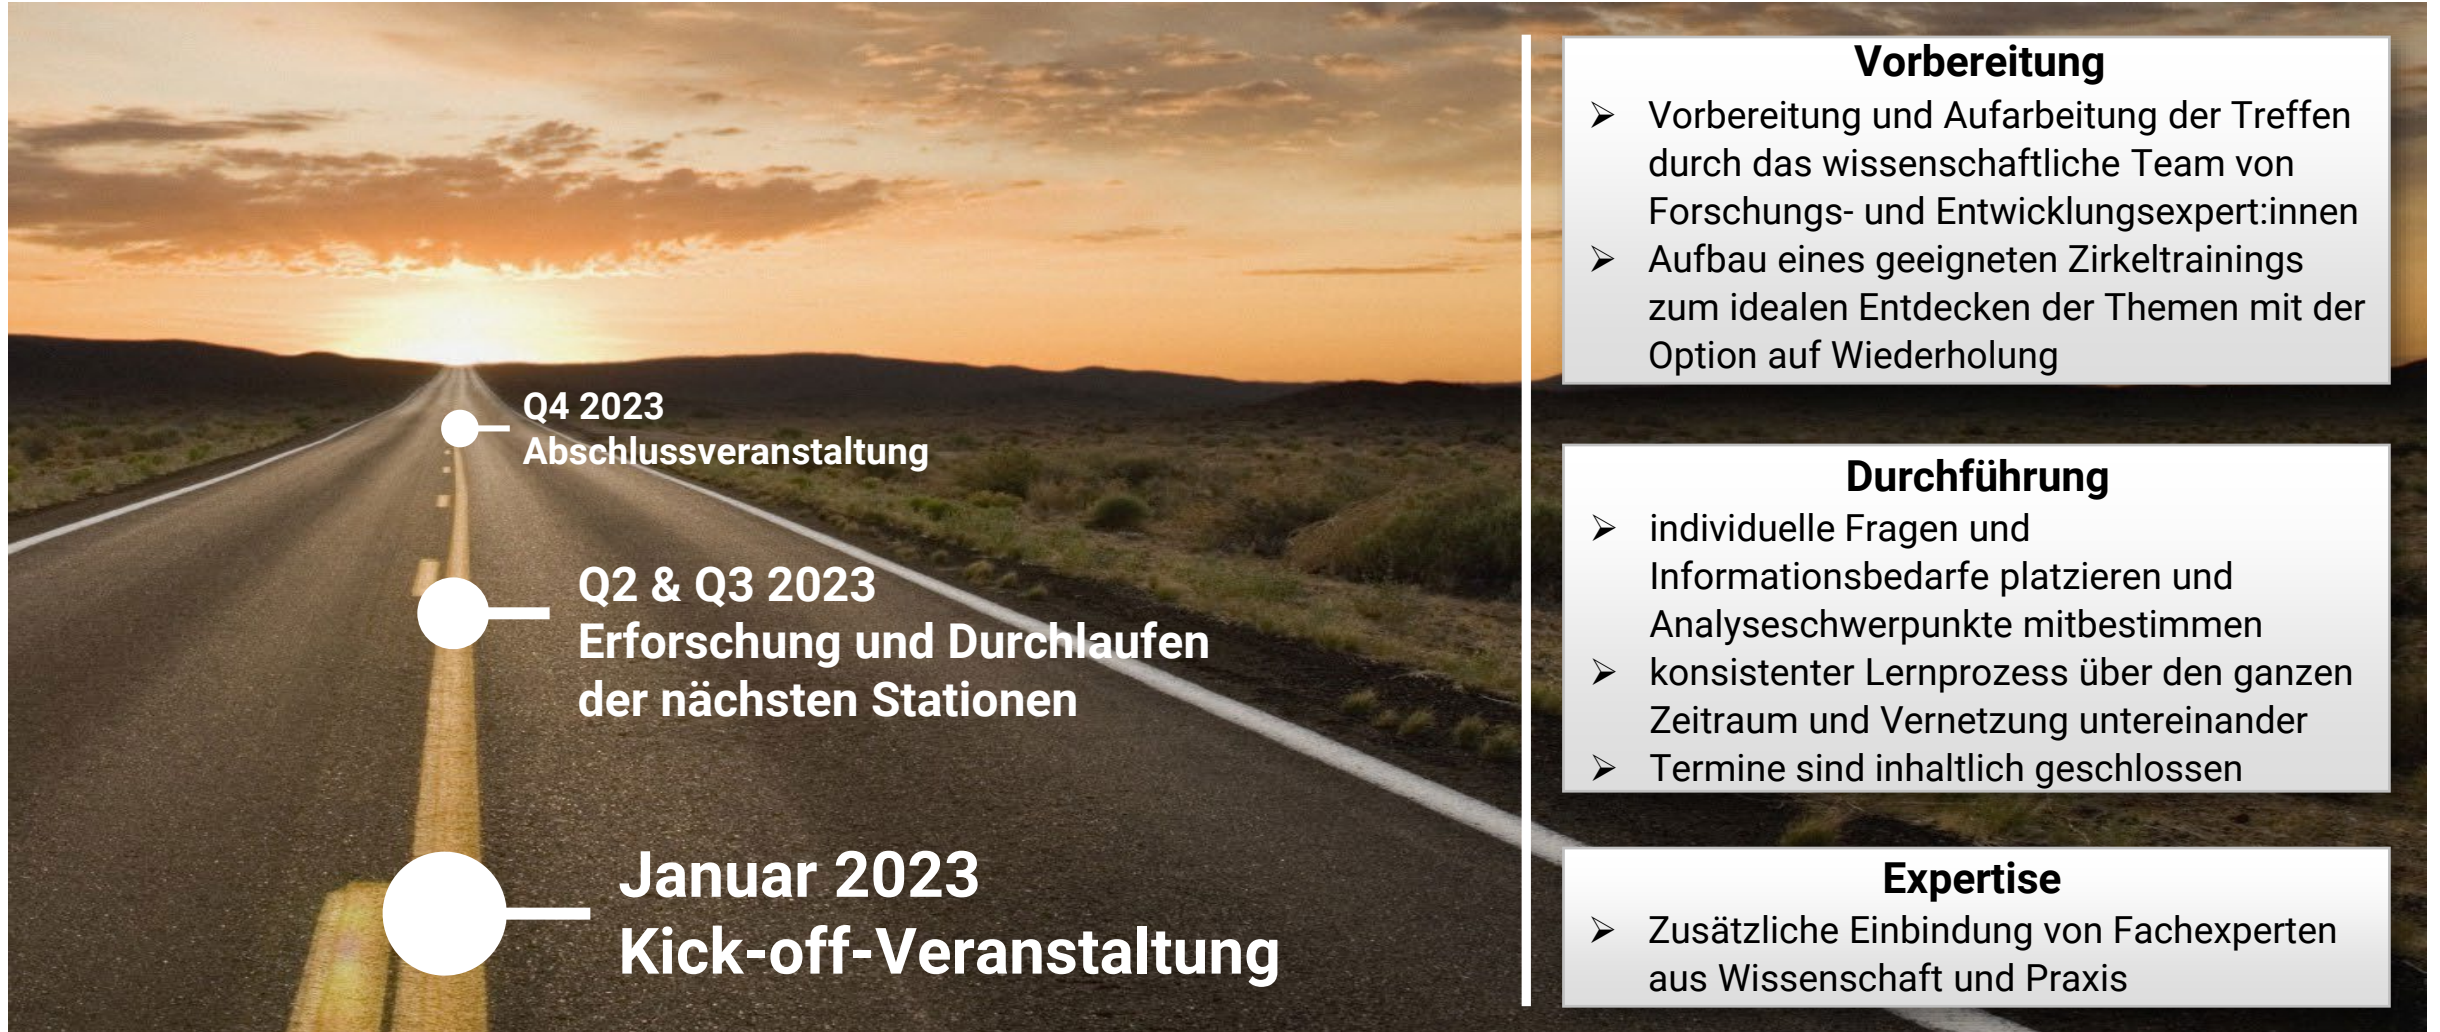 Q4 2023
Abschlussveranstaltung
Q2 & Q3 2023
Erforschung und Durchlaufen
der nächsten Stationen
Januar 2023
Kick-off-Veranstaltung
Vorbereitung
➢ Vorbereitung und Aufarbeitung der Treffen
durch das wissenschaftliche Team von
Forschungs- und Entwicklungsexpert:innen
➢ Aufbau eines geeigneten Zirkeltrainings
zum idealen Entdecken der Themen mit der
Option auf Wiederholung
Durchführung
➢ individuelle Fragen und
Informationsbedarfe platzieren und
Analyseschwerpunkte mitbestimmen
➢ konsistenter Lernprozess über den ganzen
Zeitraum und Vernetzung untereinander
➢ Termine sind inhaltlich geschlossen
Expertise
➢ Zusätzliche Einbindung von Fachexperten
aus Wissenschaft und Praxis